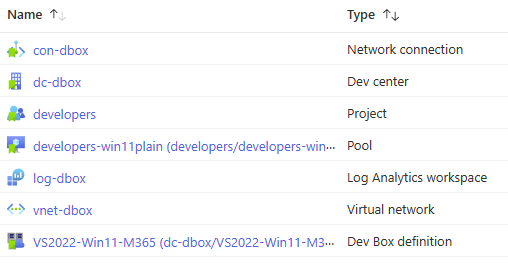 Name ↑↓ Type ↑↓
con-dbox Network connection
dc-dbox Dev center
developers Project
developers-win11plain (developers/developers-win... Pool
log-dbox Log Analytics workspace
vnet-dbox Virtual network
VS2022-Win11-M365 (dc-dbox/VS2022-Win11-M3... Dev Box definition